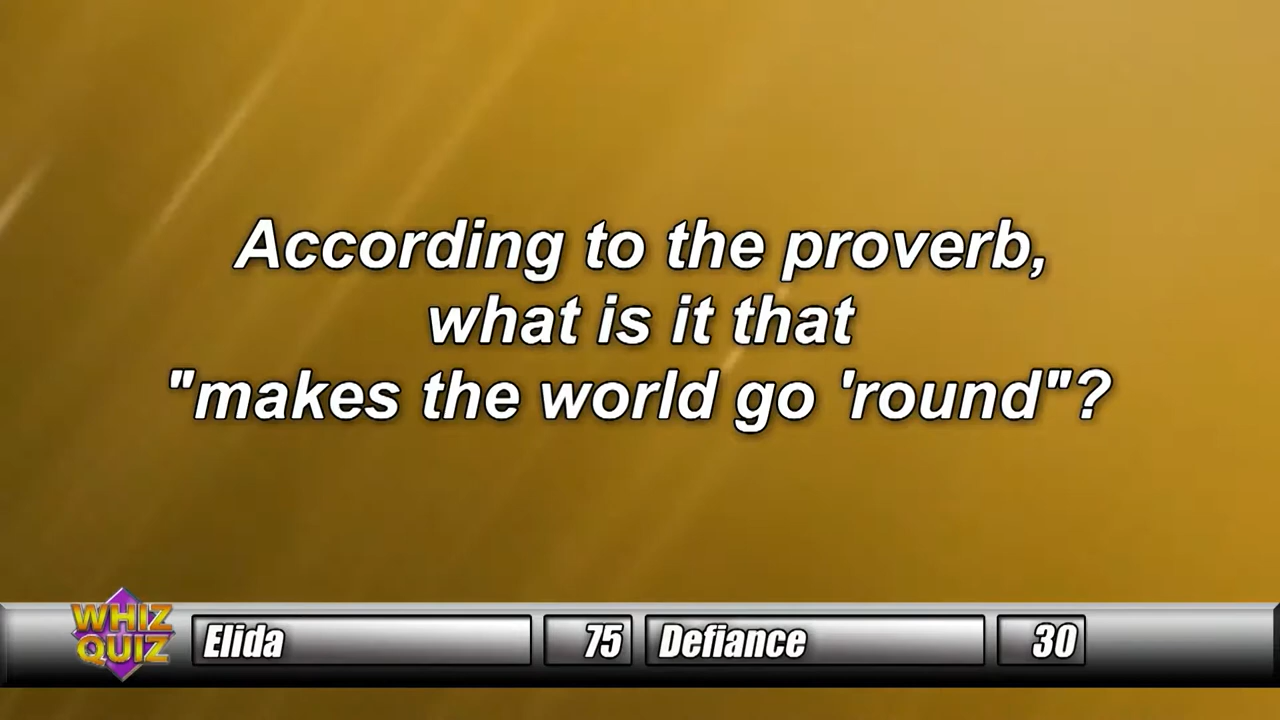 According to the proverb,
what is it that
"makes the world go 'round"?
WHIZ
QUIZ
Elida
75
Defiance
30